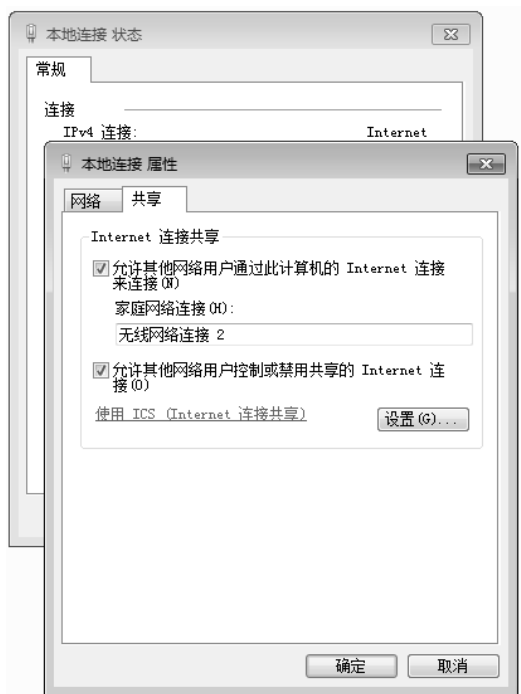 本地连接 状态
常规
连接
IPv4 连接: Internet
本地连接 属性
网络 共享
Internet 连接共享
允许其他网络用户通过此计算机的 Internet 连接
来连接(N)
家庭网络连接(H):
无线网络连接 2
允许其他网络用户控制或禁用共享的 Internet 连
接(O)
使用 ICS (Internet 连接共享)
设置(G)...
确定 取消